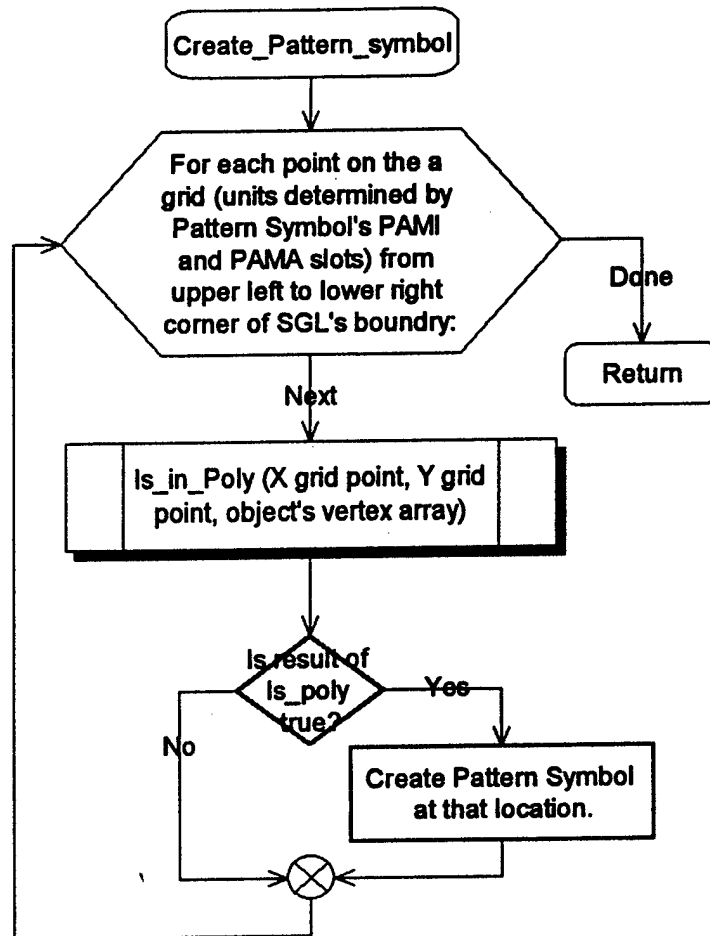 Create_Pattern_symbol
For each point on the a
grid (units determined by
Pattern Symbol's PAMI
and PAMA slots) from
upper left to lower right
corner of SGL's boundry:
Done
Return
Next
Is_in_Poly (X grid point, Y grid
point, object's vertex array)
Is result of
Is_poly
true?
Yes
No
Create Pattern Symbol
at that location.